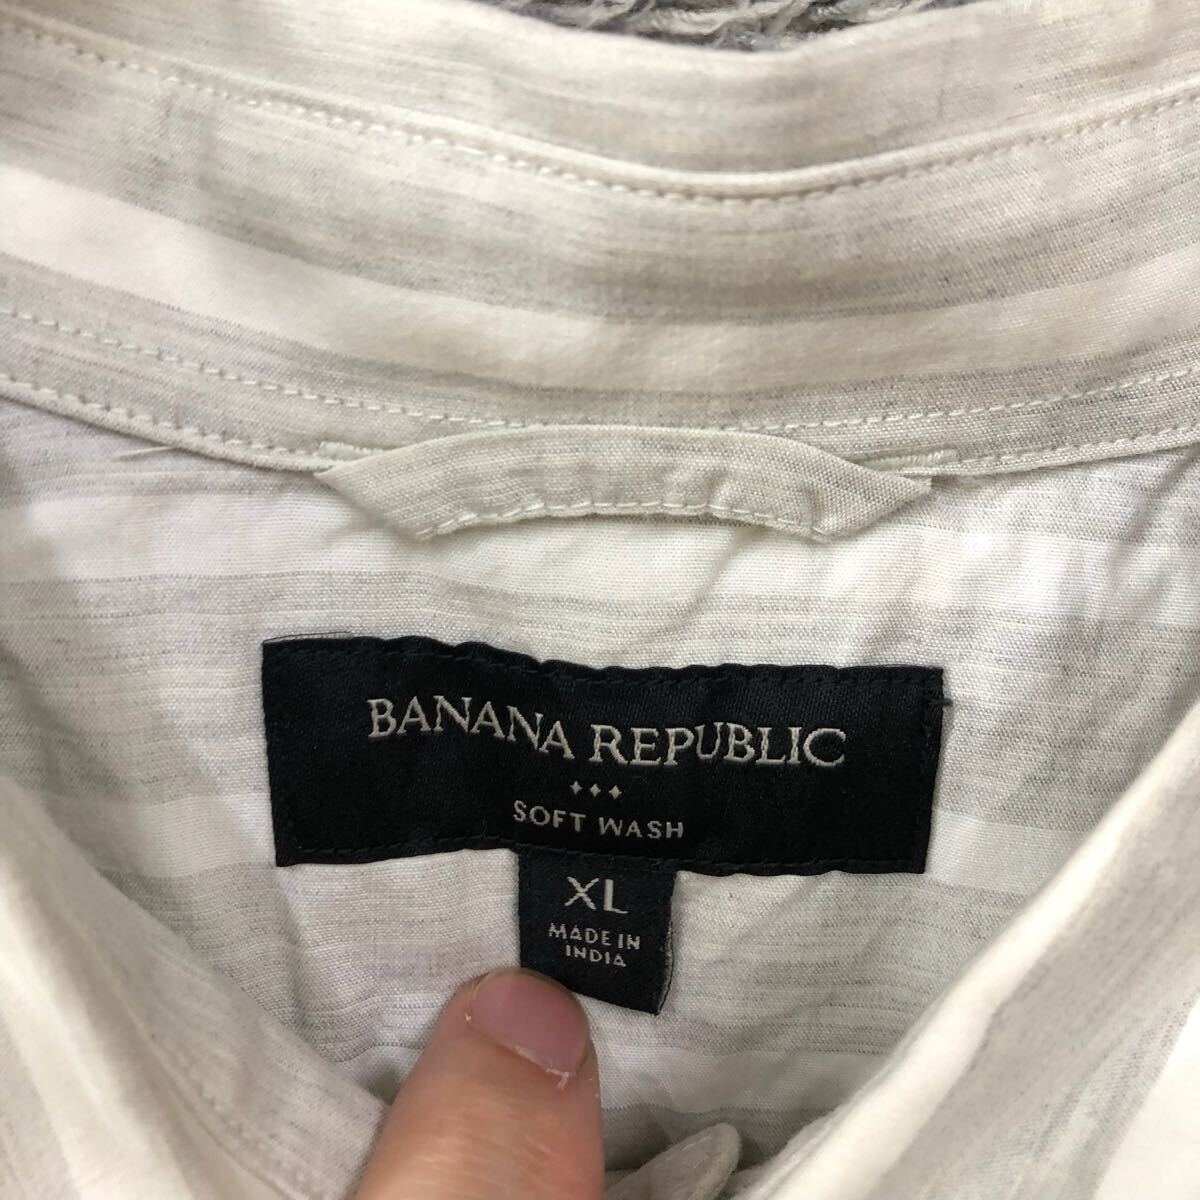 BANANA REPUBLIC
SOFT WASH
XL
MADE IN
INDIA